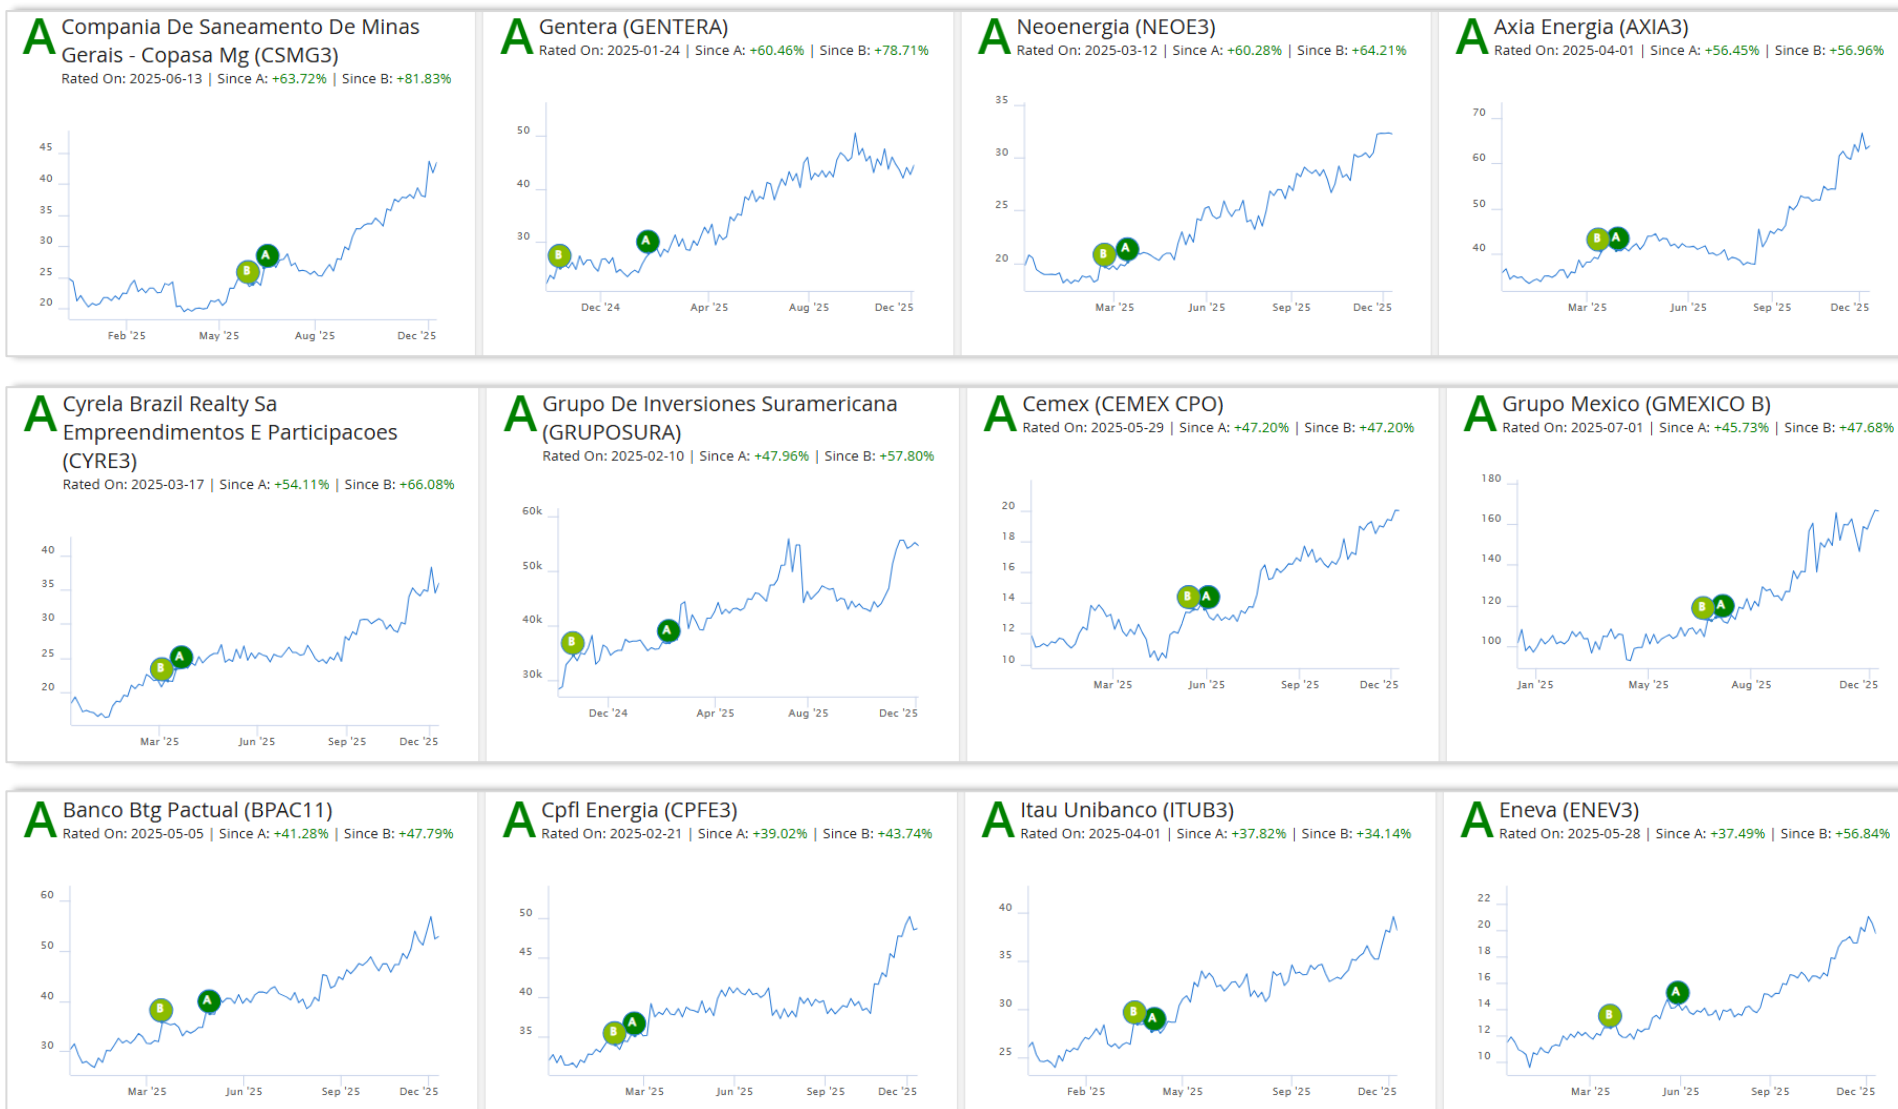 A
Compania De Saneamento De Minas
Gerais - Copasa Mg (CSMG3)
Rated On: 2025-06-13 | Since A: +63.72% | Since B: +81.83%
45
40
35
30
25
20
B
A
Feb '25
May '25
Aug '25
Dec '25
A
Gentera (GENTERA)
Rated On: 2025-01-24 | Since A: +60.46% | Since B: +78.71%
50
40
30
B
A
Dec '24
Apr '25
Aug '25
Dec '25
A
Neoenergia (NEOE3)
Rated On: 2025-03-12 | Since A: +60.28% | Since B: +64.21%
35
30
25
20
B
A
Mar '25
Jun '25
Sep '25
Dec '25
A
Axia Energia (AXIA3)
Rated On: 2025-04-01 | Since A: +56.45% | Since B: +56.96%
70
60
50
40
B
A
Mar '25
Jun '25
Sep '25
Dec '25
A
Cyrela Brazil Realty Sa
Empreendimentos E Participacoes
(CYRE3)
Rated On: 2025-03-17 | Since A: +54.11% | Since B: +66.08%
40
35
30
25
20
B
A
Mar '25
Jun '25
Sep '25
Dec '25
A
Grupo De Inversiones Suramericana
(GRUPOSURA)
Rated On: 2025-02-10 | Since A: +47.96% | Since B: +57.80%
60k
50k
40k
30k
B
A
Dec '24
Apr '25
Aug '25
Dec '25
A
Cemex (CEMEX CPO)
Rated On: 2025-05-29 | Since A: +47.20% | Since B: +47.20%
20
18
16
14
12
10
B
A
Mar '25
Jun '25
Sep '25
Dec '25
A
Grupo Mexico (GMEXICO B)
Rated On: 2025-07-01 | Since A: +45.73% | Since B: +47.68%
180
160
140
120
100
B
A
Jan '25
May '25
Aug '25
Dec '25
A
Banco Btg Pactual (BPAC11)
Rated On: 2025-05-05 | Since A: +41.28% | Since B: +47.79%
60
50
40
30
B
A
Mar '25
Jun '25
Sep '25
Dec '25
A
Cpfl Energia (CPFE3)
Rated On: 2025-02-21 | Since A: +39.02% | Since B: +43.74%
50
45
40
35
B
A
Mar '25
Jun '25
Sep '25
Dec '25
A
Itau Unibanco (ITUB3)
Rated On: 2025-04-01 | Since A: +37.82% | Since B: +34.14%
40
35
30
25
B
A
Feb '25
May '25
Sep '25
Dec '25
A
Eneva (ENEV3)
Rated On: 2025-05-28 | Since A: +37.49% | Since B: +56.84%
22
20
18
16
14
12
10
B
A
Mar '25
Jun '25
Sep '25
Dec '25